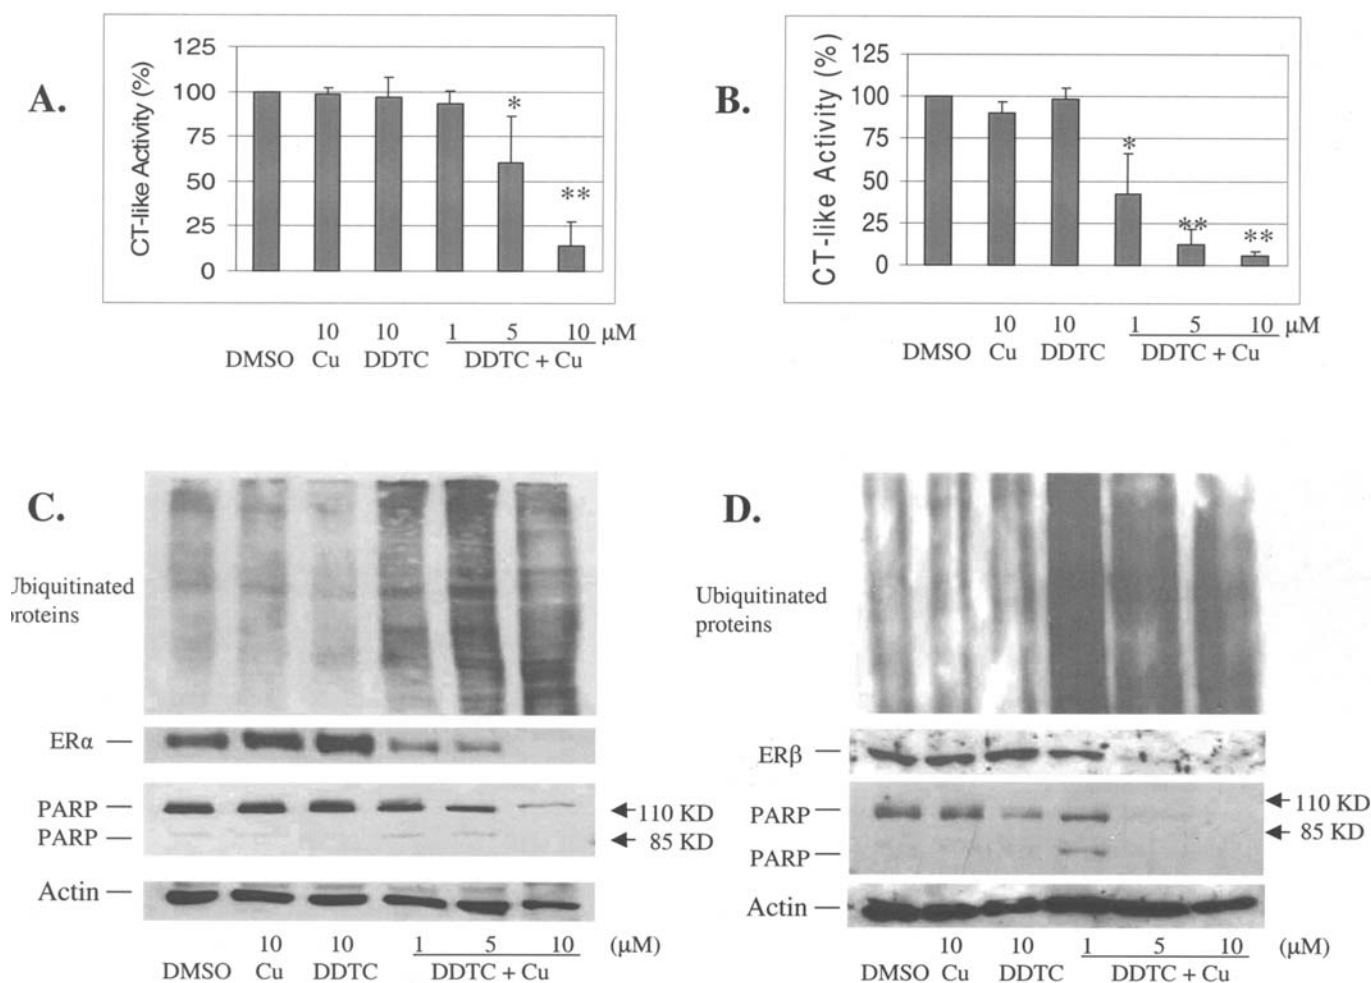 A.
CT-like Activity (%)
125
100
75
50
25
0
*
**
10 10 1 5 10 μM
DMSO Cu DDTC DDTC + Cu
B.
CT-like Activity (%)
125
100
75
50
25
0
*
**
**
10 10 1 5 10 μM
DMSO Cu DDTC DDTC + Cu
C.
Jbiquitinated
proteins
ERα
PARP
110 KD
PARP
85 KD
Actin
10 10 1 5 10 (μM)
DMSO Cu DDTC DDTC + Cu
D.
Ubiquitinated
proteins
ERβ
PARP
110 KD
85 KD
PARP
Actin
10 10 1 5 10 (μM)
DMSO Cu DDTC DDTC + Cu